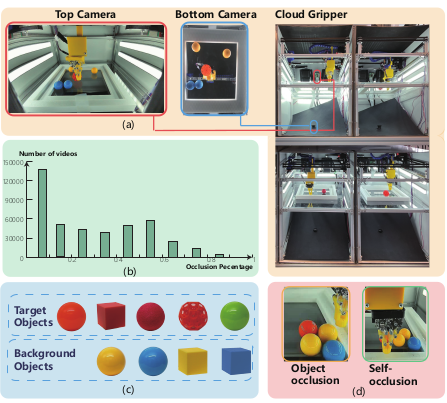 Top Camera
Bottom Camera
Cloud Gripper
(a)
Number of videos
150000
120000
90000
60000
30000
0
0.2
0.4
0.6
0.8
Occlusion Pecentage
(b)
Target
Objects
Background
Objects
(c)
Object
occlusion
Self-
occlusion
(d)